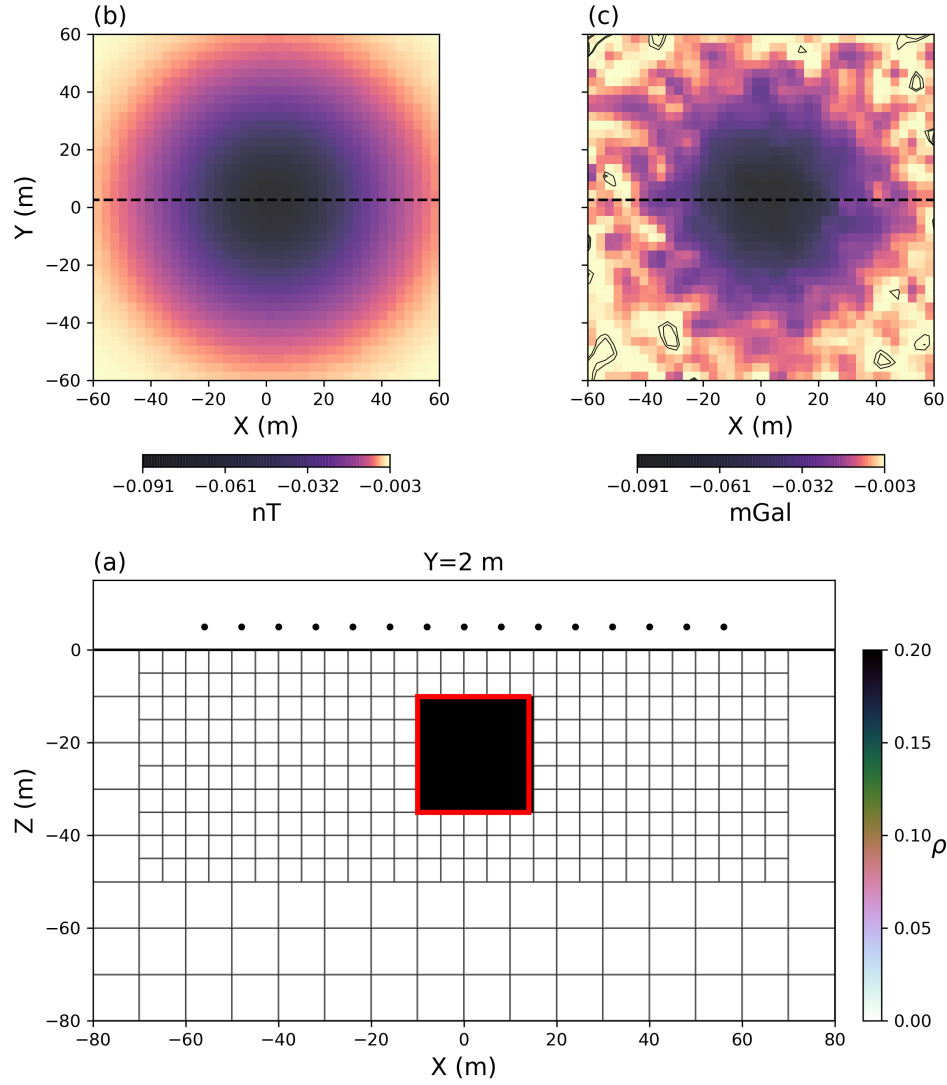 (b)
(c)
60
40
20
0
−20
−40
−60
Y (m)
−60 −40 −20 0 20 40 60
−60 −40 −20 0 20 40 60
X (m)
X (m)
−0.091 −0.061 −0.032 −0.003
−0.091 −0.061 −0.032 −0.003
nT
mGal
(a)
Y=2 m
0
−20
−40
−60
−80
Z (m)
−80 −60 −40 −20 0 20 40 60 80
X (m)
0.20
0.15
0.10
0.05
0.00
ρ